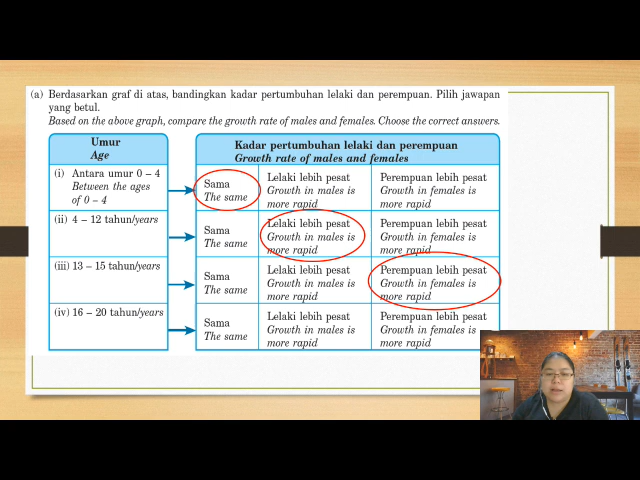 (a) Berdasarkan graf di atas, bandingkan kadar pertumbuhan lelaki dan perempuan. Pilih jawapan
yang betul.
Based on the above graph, compare the growth rate of males and females. Choose the correct answers.
Umur
Age
Kadar pertumbuhan lelaki dan perempuan
Growth rate of males and females
(i) Antara umur 0 – 4
Between the ages
of 0 – 4
Sama
The same
Lelaki lebih pesat
Growth in males is
more rapid
Perempuan lebih pesat
Growth in females is
more rapid
(ii) 4 – 12 tahun/years
Sama
The same
Lelaki lebih pesat
Growth in males is
more rapid
Perempuan lebih pesat
Growth in females is
more rapid
(iii) 13 – 15 tahun/years
Sama
The same
Lelaki lebih pesat
Growth in males is
more rapid
Perempuan lebih pesat
Growth in females is
more rapid
(iv) 16 – 20 tahun/years
Sama
The same
Lelaki lebih pesat
Growth in males is
more rapid
Perempuan lebih pesat
Growth in females is
more rapid